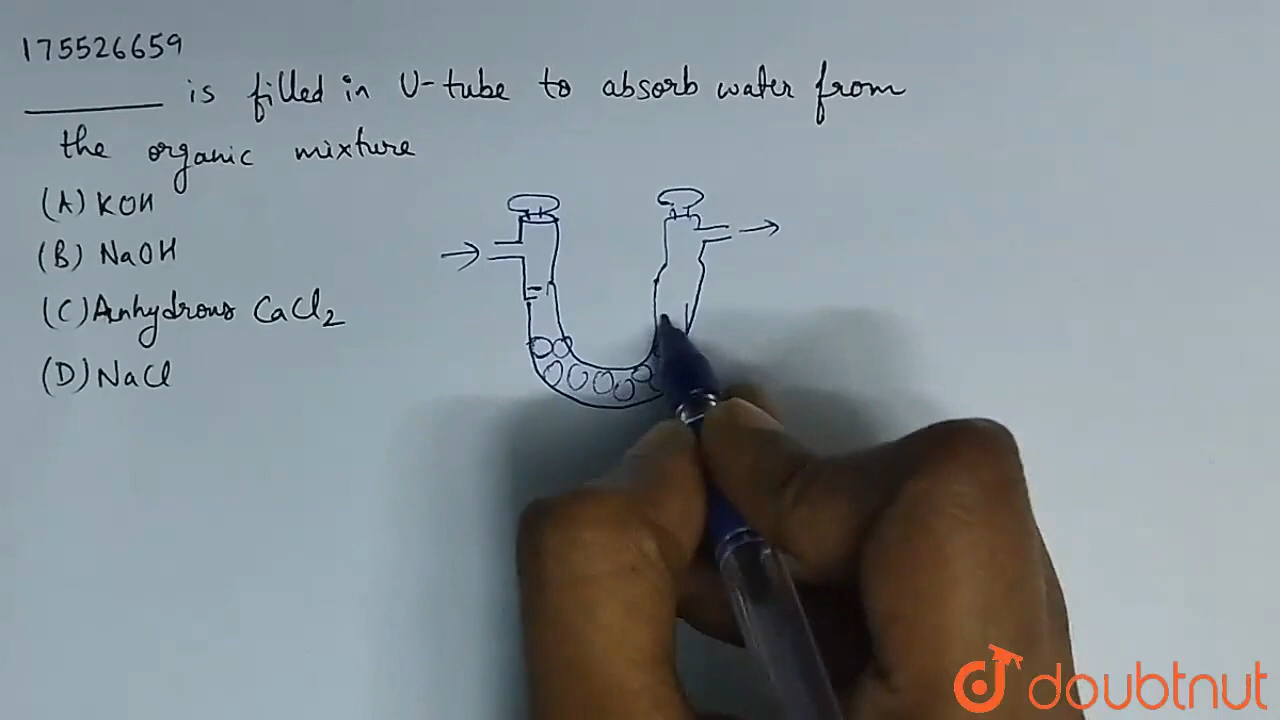 175526659
________ is filled in U-tube to absorb water from
the organic mixture
(A) KOH
(B) NaOH
(C) Anhydrous CaCl2
(D) NaCl
doubtnut